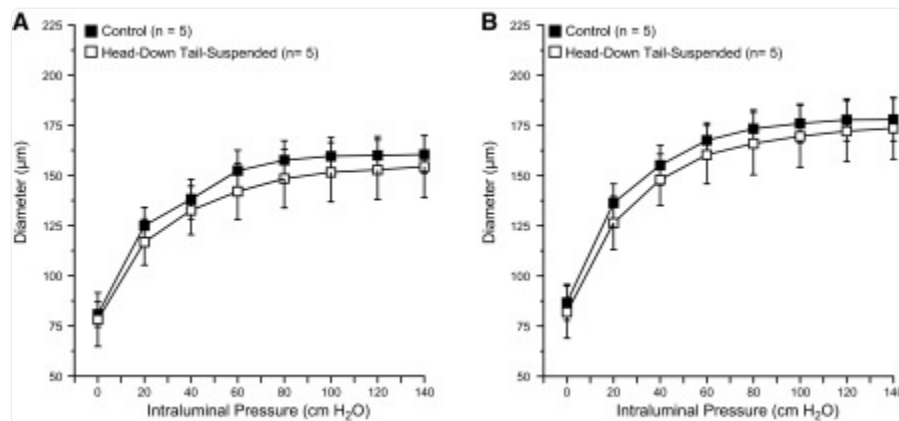 A
Control (n = 5)
Head-Down Tail-Suspended (n= 5)
225
200
175
150
125
100
75
50
Diameter (µm)
0 20 40 60 80 100 120 140
Intraluminal Pressure (cm H₂O)
B
Control (n = 5)
Head-Down Tail-Suspended (n= 5)
225
200
175
150
125
100
75
50
Diameter (µm)
0 20 40 60 80 100 120 140
Intraluminal Pressure (cm H₂O)